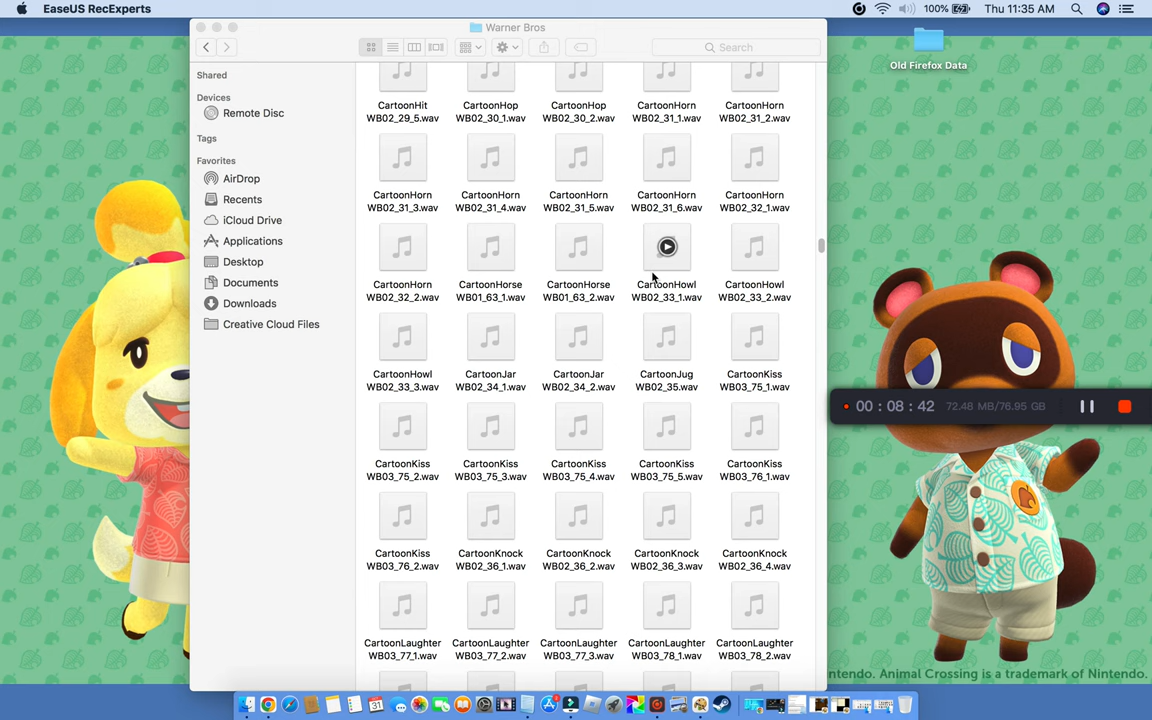 EaseUS RecExperts
100%
Thu 11:35 AM
Warner Bros
Search
Old Firefox Data
Shared
Devices
Remote Disc
Tags
Favorites
AirDrop
Recents
iCloud Drive
Applications
Desktop
Documents
Downloads
Creative Cloud Files
CartoonHit CartoonHop CartoonHop CartoonHorn CartoonHorn
WB02_29_5.wav WB02_30_1.wav WB02_30_2.wav WB02_31_1.wav WB02_31_2.wav
CartoonHorn CartoonHorn CartoonHorn CartoonHorn CartoonHorn
WB02_31_3.wav WB02_31_4.wav WB02_31_5.wav WB02_31_6.wav WB02_32_1.wav
CartoonHorn CartoonHorse CartoonHorse CartoonHowl CartoonHowl
WB02_32_2.wav WB01_63_1.wav WB01_63_2.wav WB02_33_1.wav WB02_33_2.wav
CartoonHowl CartoonJar CartoonJar CartoonJug CartoonKiss
WB02_33_3.wav WB02_34_1.wav WB02_34_2.wav WB02_35.wav WB03_75_1.wav
CartoonKiss CartoonKiss CartoonKiss CartoonKiss CartoonKiss
WB03_75_2.wav WB03_75_3.wav WB03_75_4.wav WB03_75_5.wav WB03_76_1.wav
CartoonKiss CartoonKnock CartoonKnock CartoonKnock CartoonKnock
WB03_76_2.wav WB02_36_1.wav WB02_36_2.wav WB02_36_3.wav WB02_36_4.wav
CartoonLaughter CartoonLaughter CartoonLaughter CartoonLaughter CartoonLaughter
WB03_77_1.wav WB03_77_2.wav WB03_77_3.wav WB03_78_1.wav WB03_78_2.wav
00 : 08 : 42 72.48 MB/76.95 GB
ntendo. Animal Crossing is a trademark of Nintendo.
31